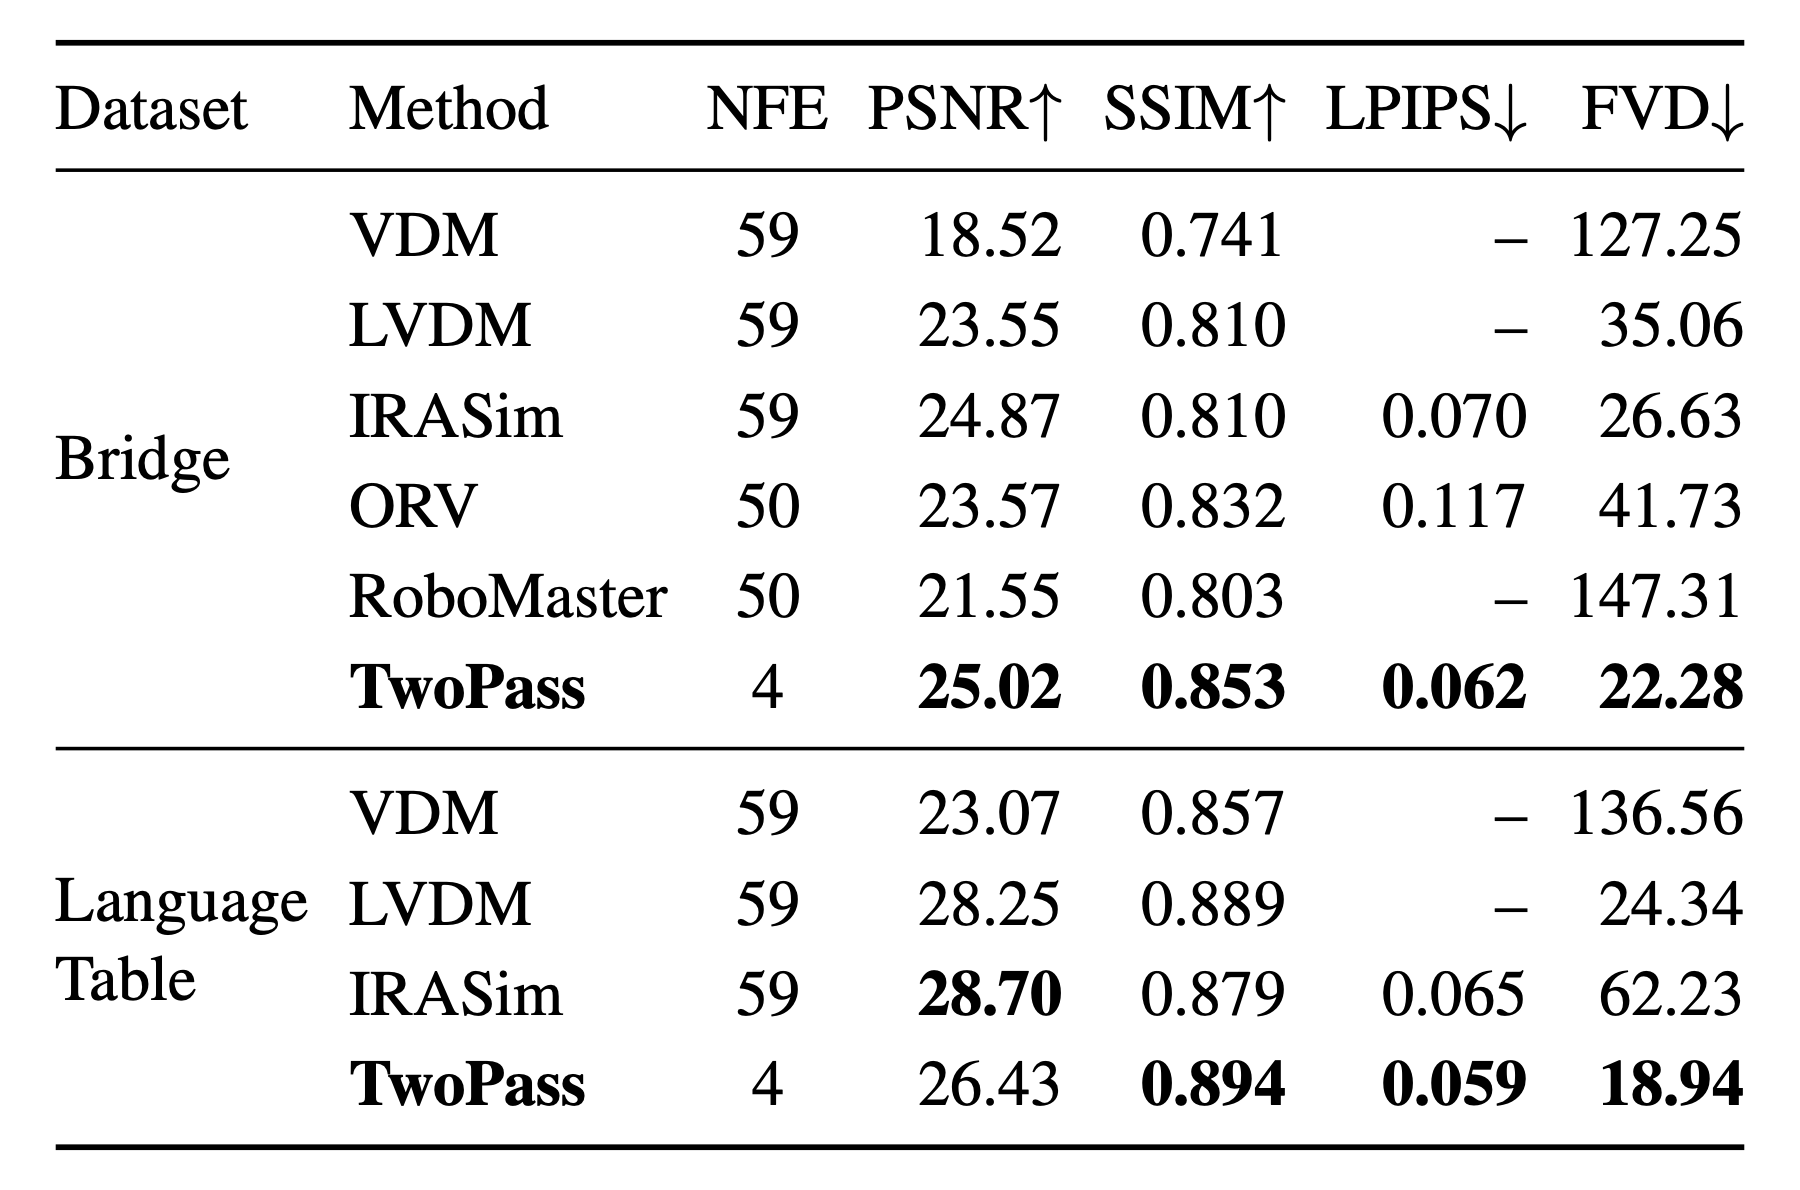 Dataset Method NFE PSNR↑ SSIM↑ LPIPS↓ FVD↓
Bridge
VDM 59 18.52 0.741 – 127.25
LVDM 59 23.55 0.810 – 35.06
IRASim 59 24.87 0.810 0.070 26.63
ORV 50 23.57 0.832 0.117 41.73
RoboMaster 50 21.55 0.803 – 147.31
TwoPass 4 25.02 0.853 0.062 22.28
Language
Table
VDM 59 23.07 0.857 – 136.56
LVDM 59 28.25 0.889 – 24.34
IRASim 59 28.70 0.879 0.065 62.23
TwoPass 4 26.43 0.894 0.059 18.94